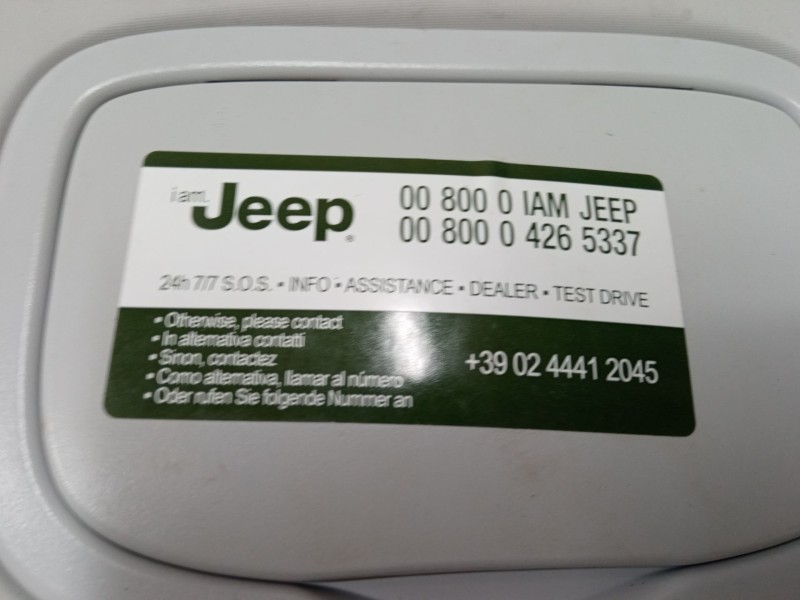 i am. Jeep®
00 800 0 IAM JEEP
00 800 0 426 5337
24h 7/7 S.O.S. • INFO • ASSISTANCE • DEALER • TEST DRIVE
• Otherwise, please contact
• In alternativa contatti
• Sinon, contactez
• Como alternativa, llamar al número
• Oder rufen Sie folgende Nummer an
+39 02 4441 2045